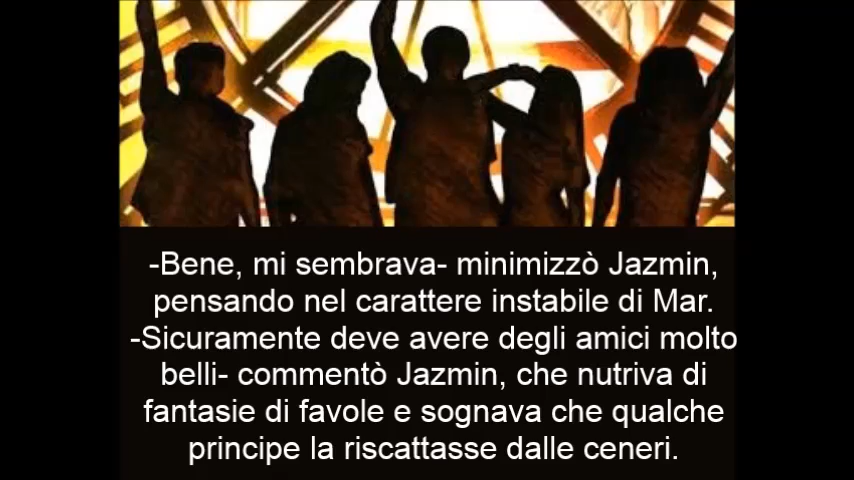 -Bene, mi sembrava- minimizzò Jazmin,
pensando nel carattere instabile di Mar.
-Sicuramente deve avere degli amici molto
belli- commentò Jazmin, che nutriva di
fantasie di favole e sognava che qualche
principe la riscattasse dalle ceneri.